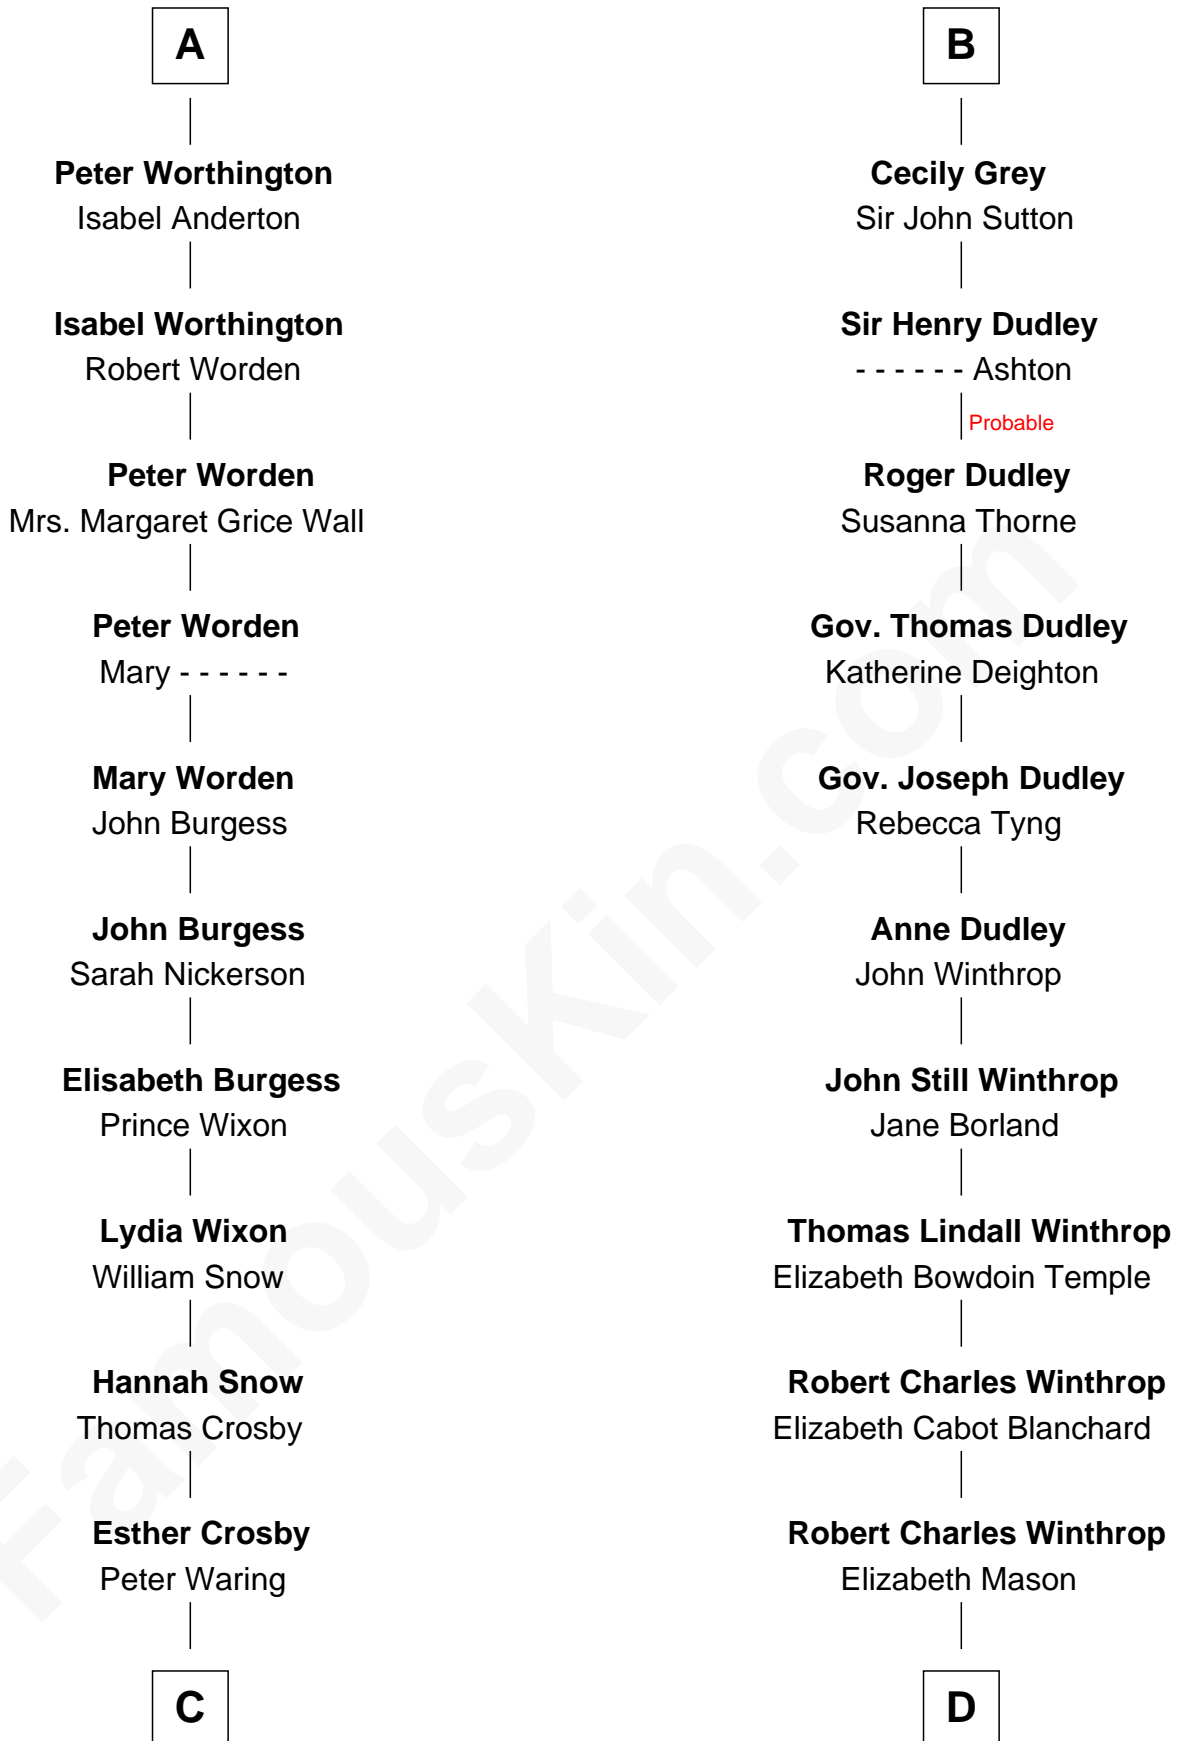 A
Peter Worthington
Isabel Anderton
Isabel Worthington
Robert Worden
Peter Worden
Mrs. Margaret Grice Wall
Peter Worden
Mary - - - - - -
Mary Worden
John Burgess
John Burgess
Sarah Nickerson
Elisabeth Burgess
Prince Wixon
Lydia Wixon
William Snow
Hannah Snow
Thomas Crosby
Esther Crosby
Peter Waring
C
B
Cecily Grey
Sir John Sutton
Sir Henry Dudley
- - - - - - Ashton
Probable
Roger Dudley
Susanna Thorne
Gov. Thomas Dudley
Katherine Deighton
Gov. Joseph Dudley
Rebecca Tyng
Anne Dudley
John Winthrop
John Still Winthrop
Jane Borland
Thomas Lindall Winthrop
Elizabeth Bowdoin Temple
Robert Charles Winthrop
Elizabeth Cabot Blanchard
Robert Charles Winthrop
Elizabeth Mason
D
FamousKin.com